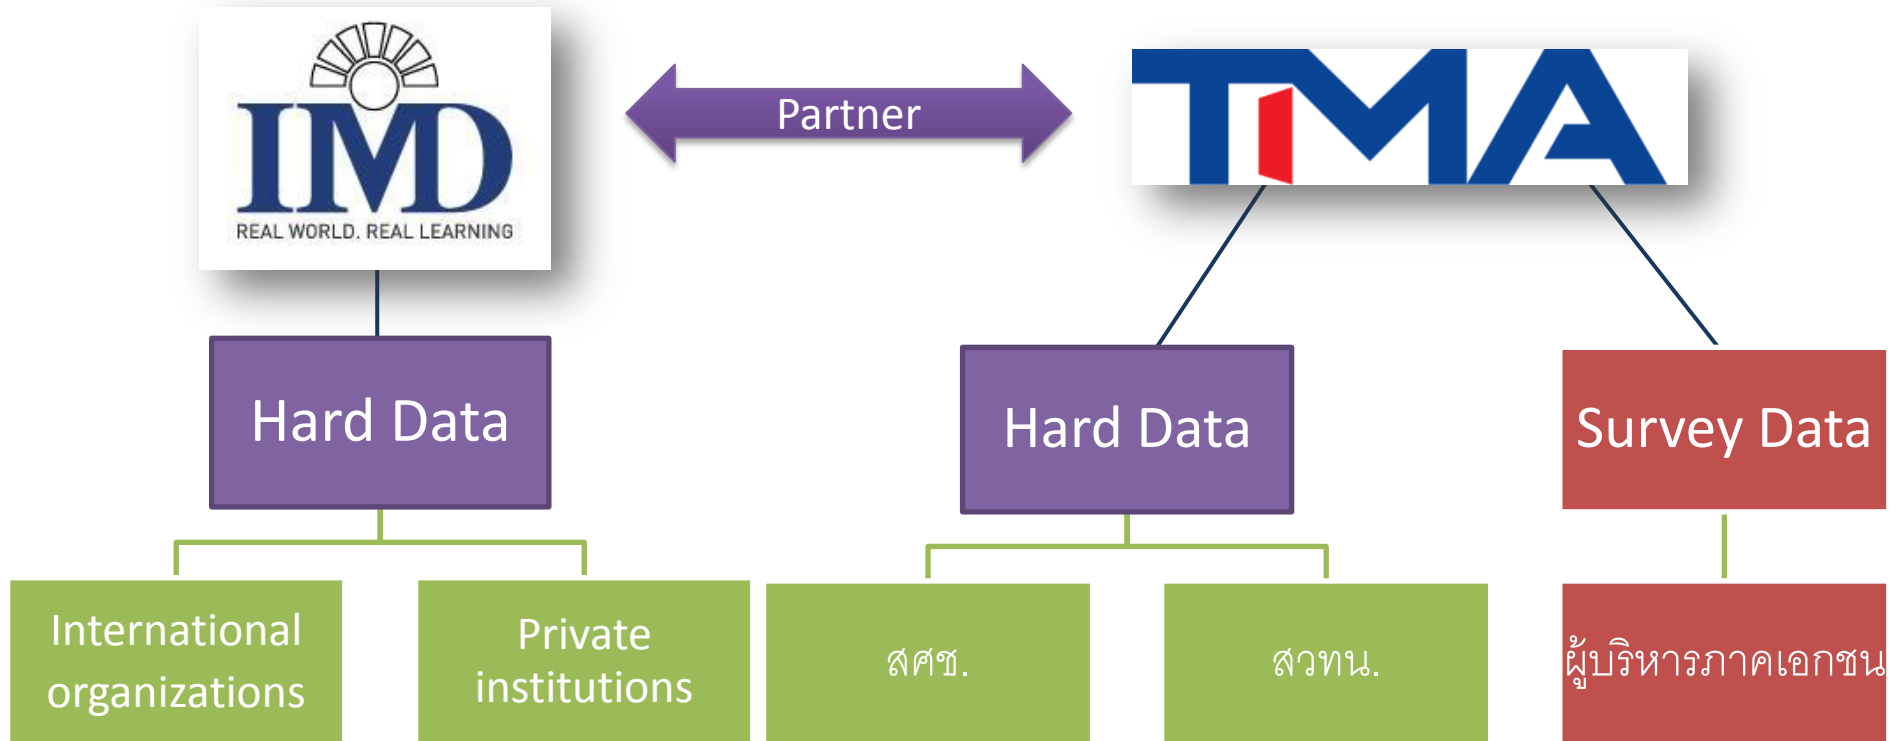 IMD
REAL WORLD. REAL LEARNING
Partner
TMA
Hard Data
Hard Data
Survey Data
International
organizations
Private
institutions
สศช.
สวทน.
ผู้บริหารภาคเอกชน